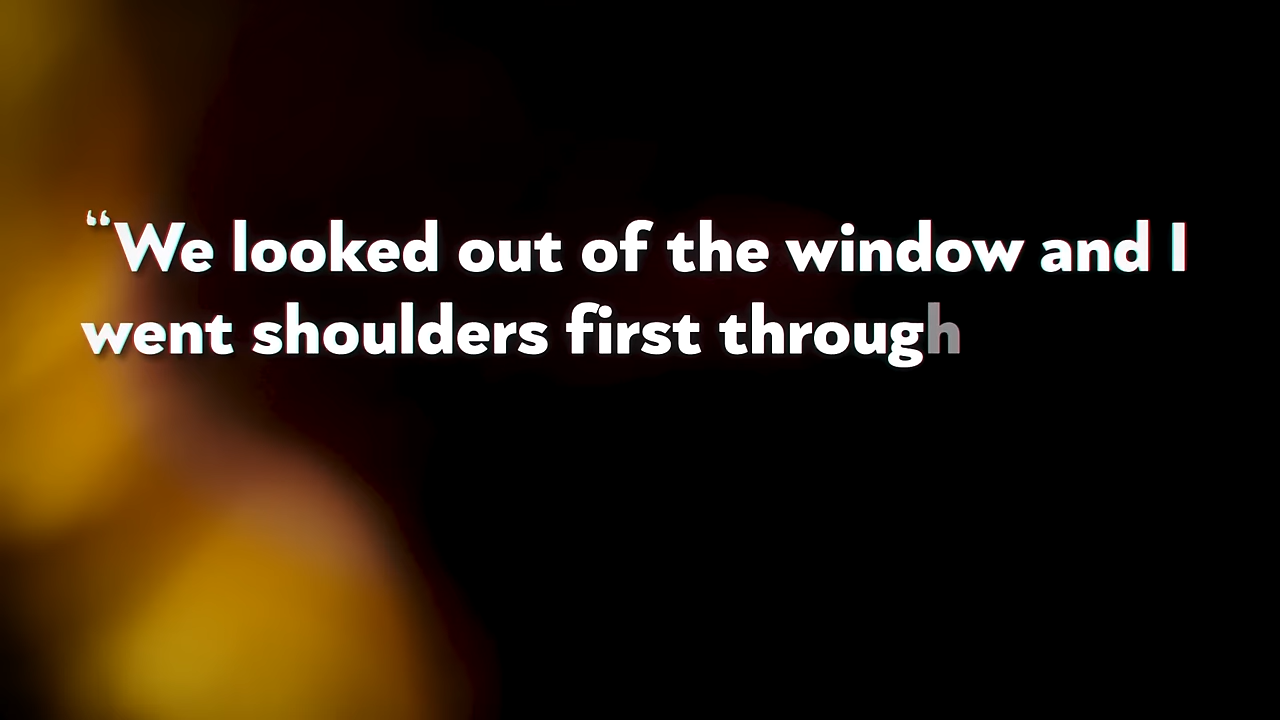 “We looked out of the window and I
went shoulders first through